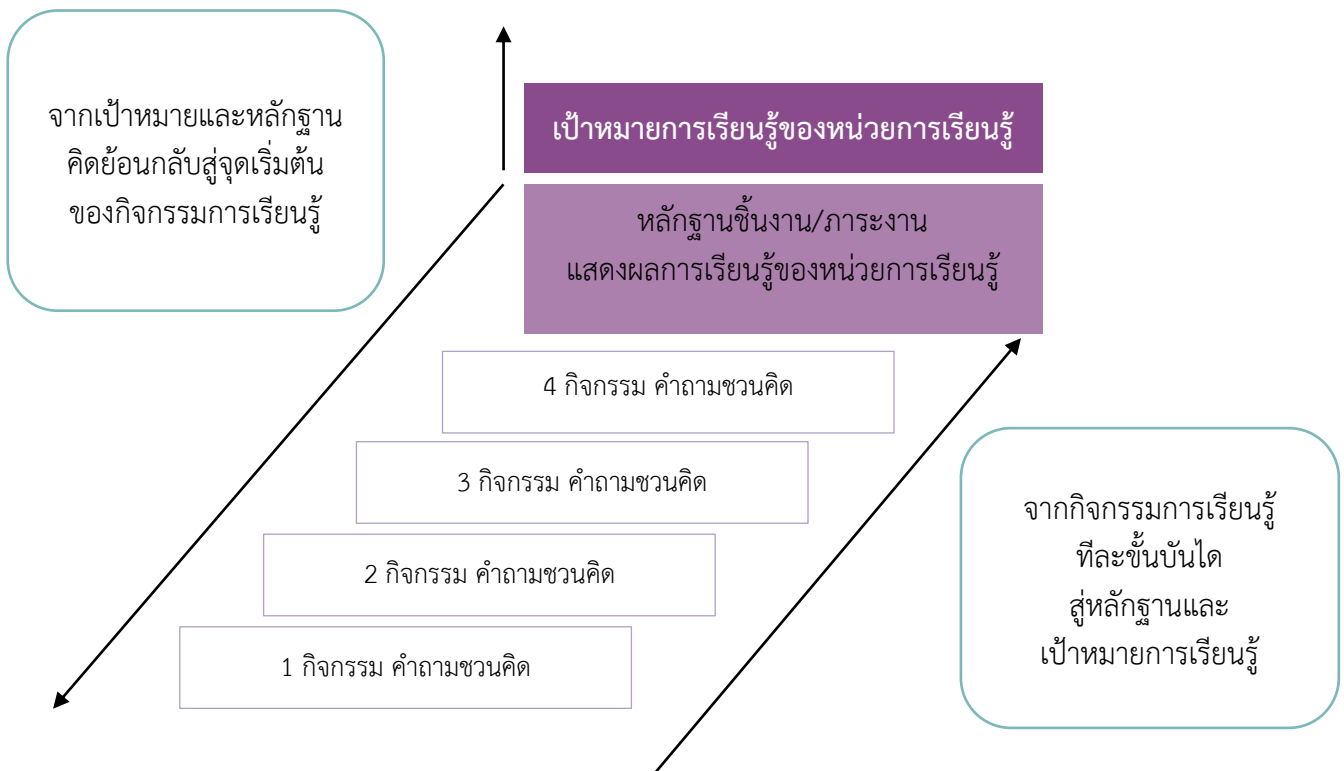 จากเป้าหมายและหลักฐาน
คิดย้อนกลับสู่จุดเริ่มต้น
ของกิจกรรมการเรียนรู้
เป้าหมายการเรียนรู้ของหน่วยการเรียนรู้
หลักฐานชิ้นงาน/ภาระงาน
แสดงผลการเรียนรู้ของหน่วยการเรียนรู้
4 กิจกรรม คำถามชวนคิด
3 กิจกรรม คำถามชวนคิด
2 กิจกรรม คำถามชวนคิด
1 กิจกรรม คำถามชวนคิด
จากกิจกรรมการเรียนรู้
ทีละขั้นบันได
สู่หลักฐานและ
เป้าหมายการเรียนรู้